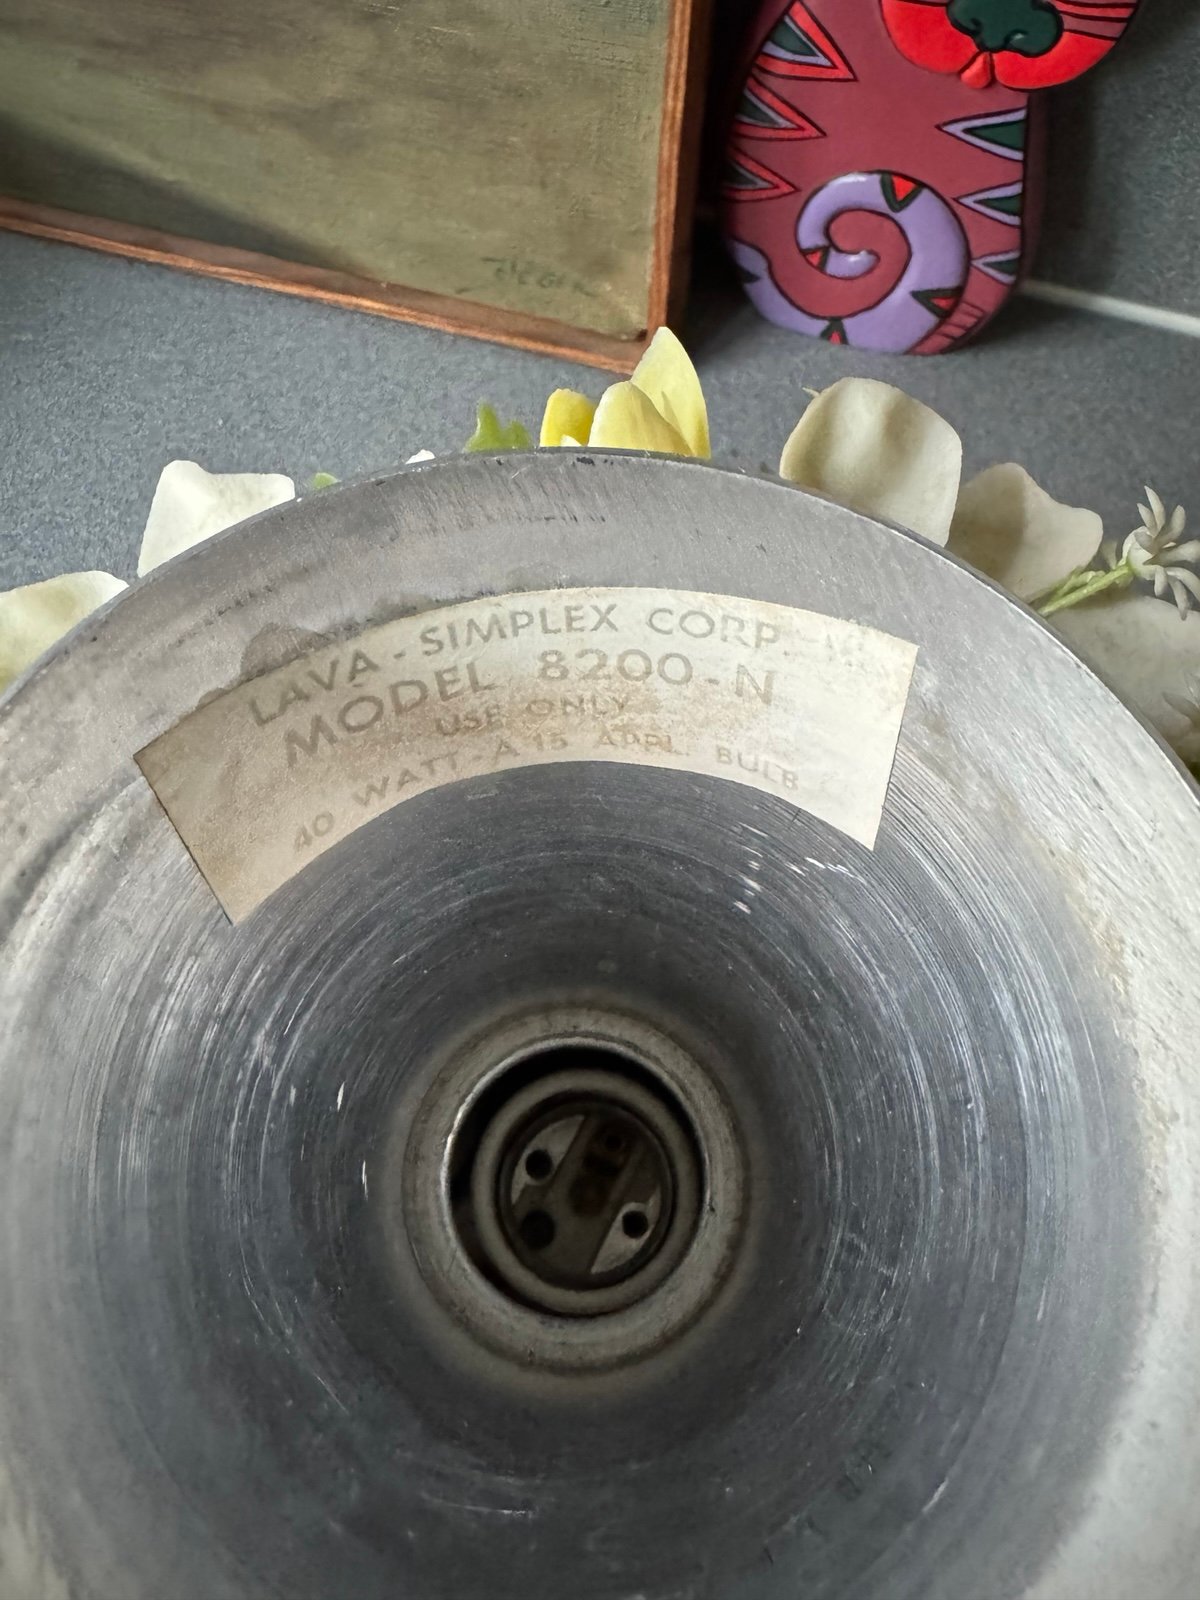 LAVA - SIMPLEX CORP.
MODEL 8200-N
USE ONLY
40 WATT - A 15 APPL. BULB